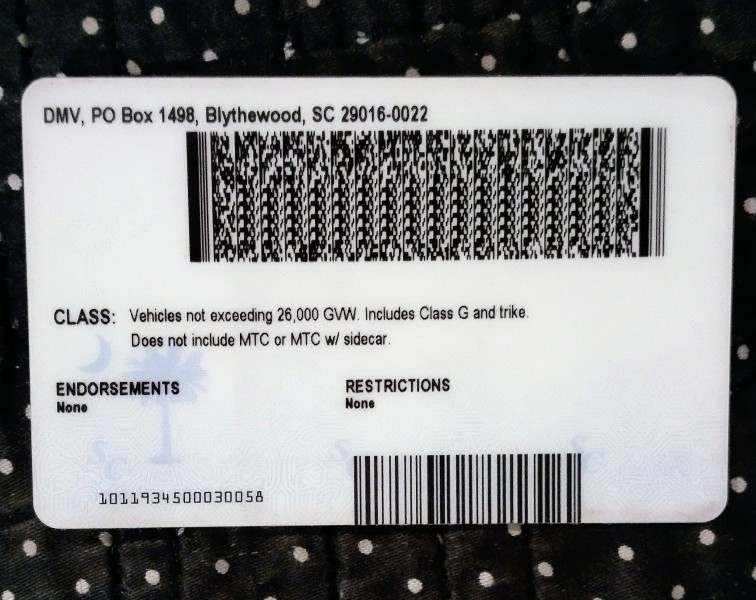 DMV, PO Box 1498, Blythewood, SC 29016-0022
CLASS: Vehicles not exceeding 26,000 GVW. Includes Class G and trike.
Does not include MTC or MTC w/ sidecar.
ENDORSEMENTS RESTRICTIONS
None None
SC SC SC
1011934500030058